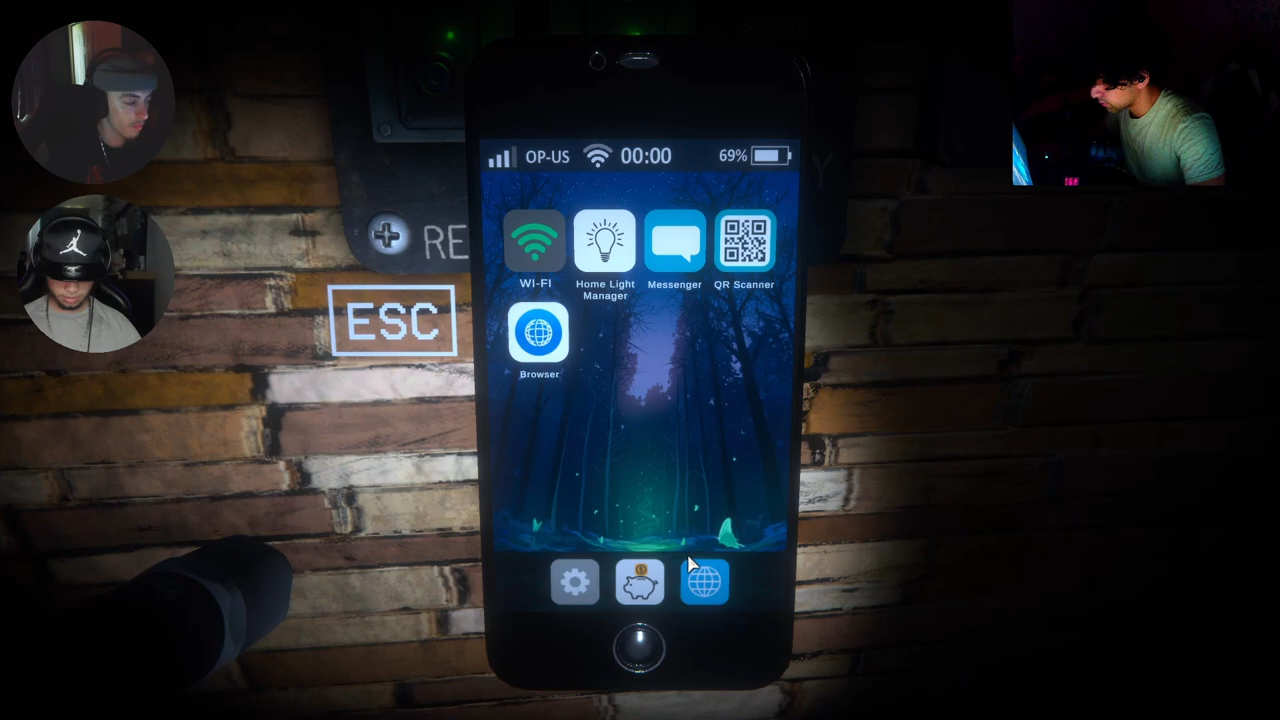 OP-US 00:00 69%
RE
Y
WI-FI Home Light Manager Messenger QR Scanner
ESC
Browser